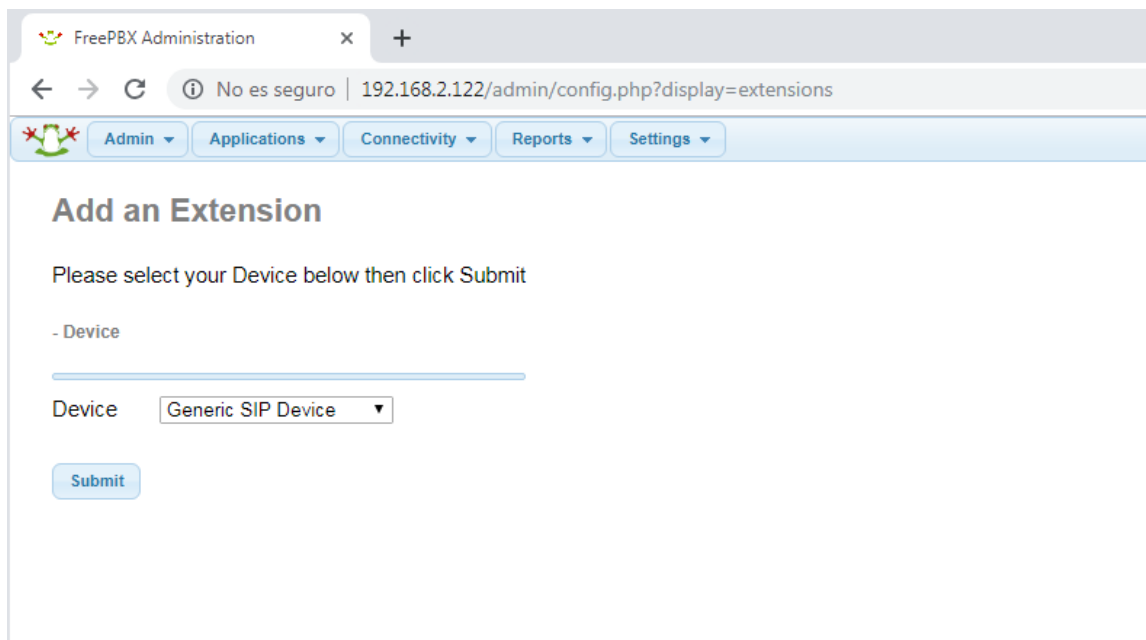 FreePBX Administration
No es seguro | 192.168.2.122/admin/config.php?display=extensions
Admin Applications Connectivity Reports Settings
Add an Extension
Please select your Device below then click Submit
- Device
Device Generic SIP Device
Submit